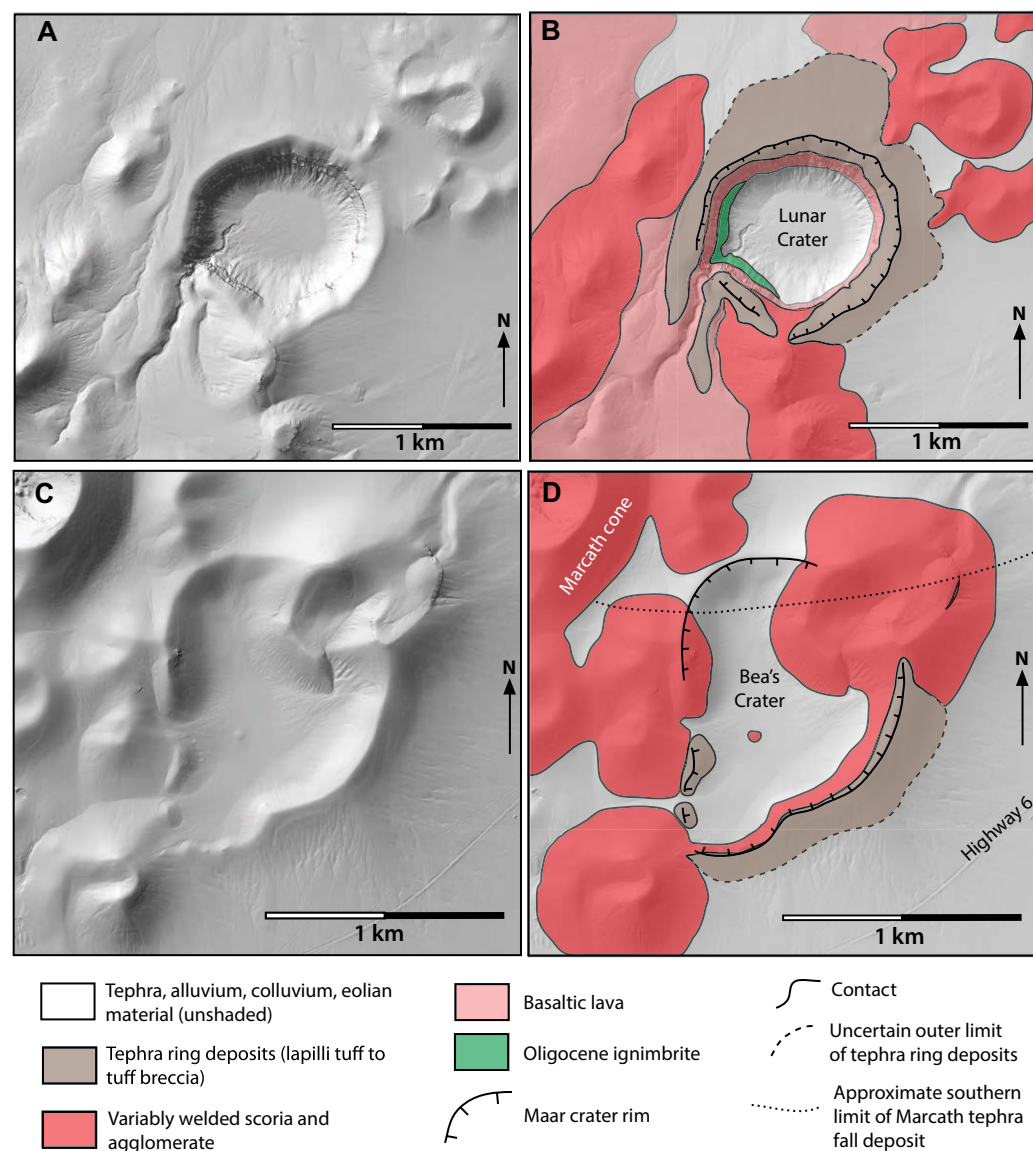 A
N
1 km
B
Lunar
Crater
N
1 km
C
N
1 km
D
Marcath cone
Bea's
Crater
N
Highway 6
1 km
Tephra, alluvium, colluvium, eolian
material (unshaded)
Tephra ring deposits (lapilli tuff to
tuff breccia)
Variably welded scoria and
agglomerate
Basaltic lava
Oligocene ignimbrite
Maar crater rim
Contact
Uncertain outer limit
of tephra ring deposits
Approximate southern
limit of Marcath tephra
fall deposit